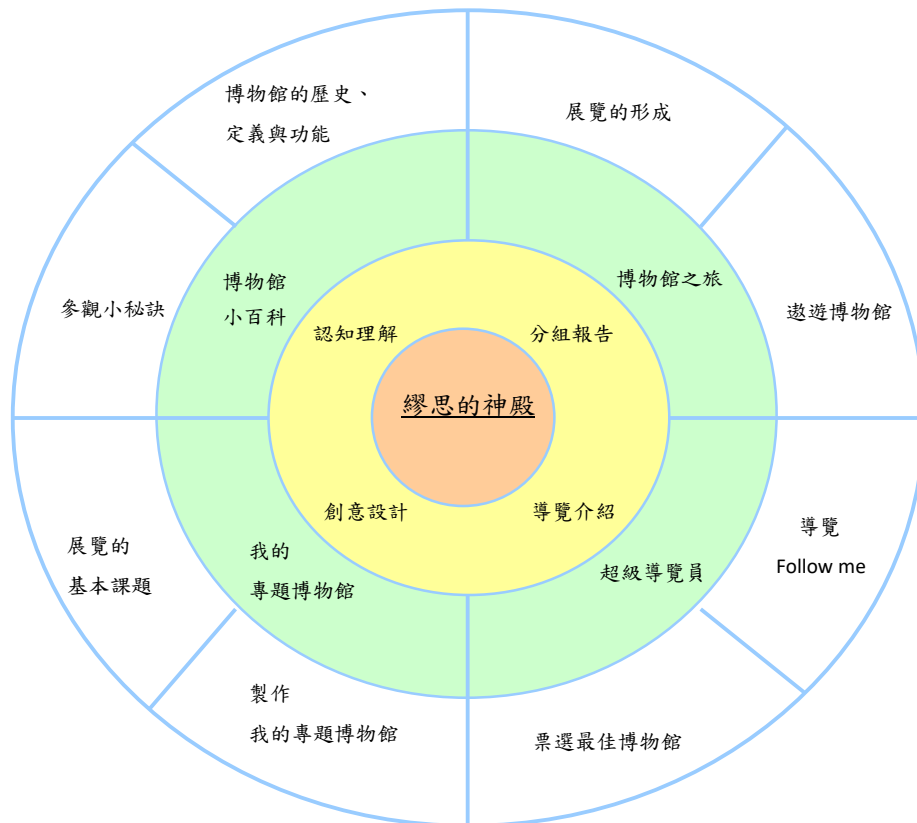 博物館的歷史、
定義與功能
展覽的形成
參觀小秘訣
博物館
小百科
博物館之旅
遨遊博物館
認知理解
分組報告
繆思的神殿
創意設計
導覽介紹
展覽的
基本課題
我的
專題博物館
超級導覽員
導覽
Follow me
製作
我的專題博物館
票選最佳博物館